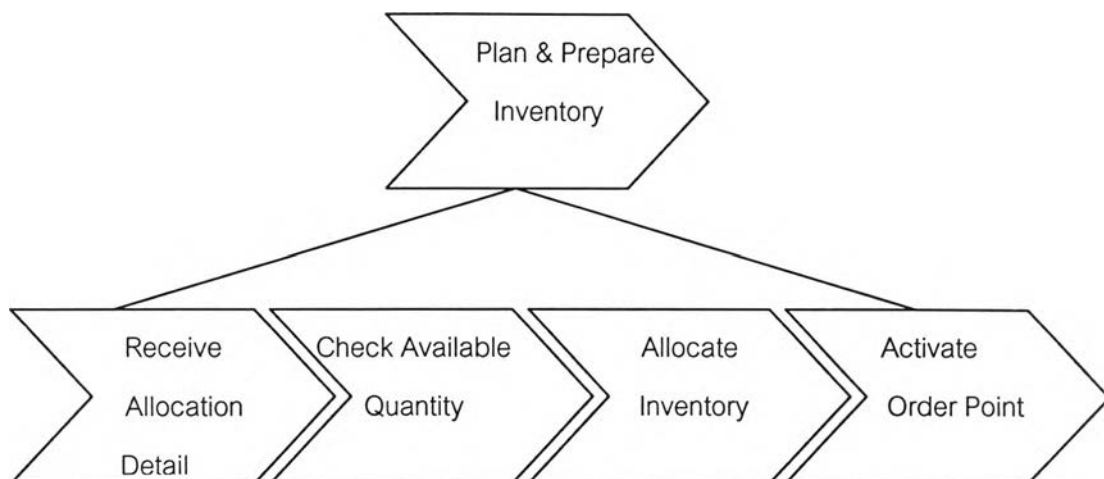 Plan & Prepare
Inventory
Receive
Allocation
Detail
Check Available
Quantity
Allocate
Inventory
Activate
Order Point